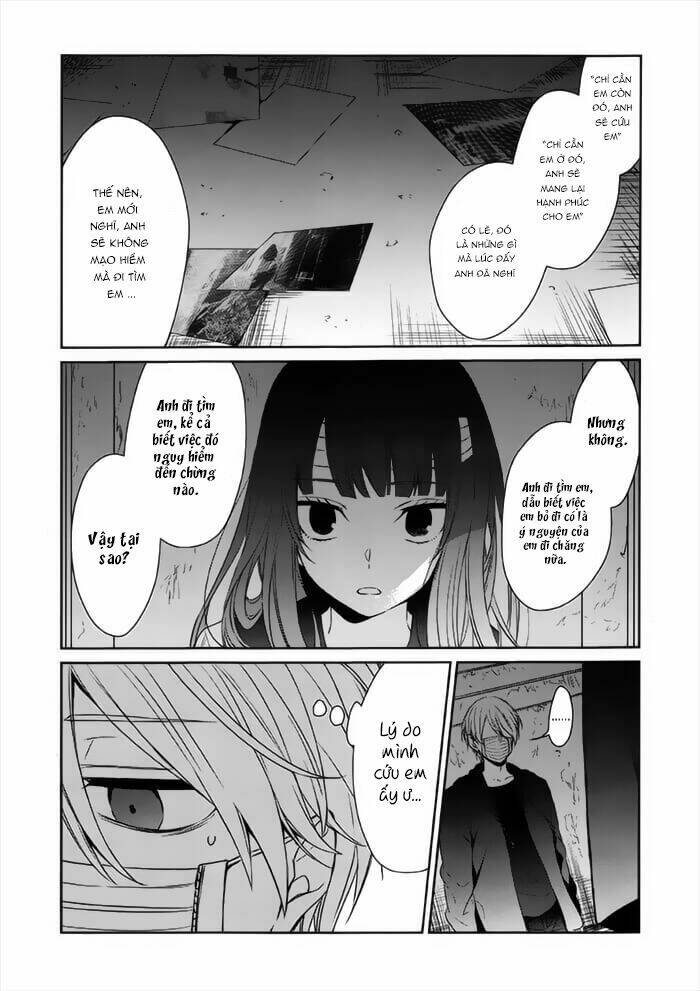 "CHỈ CẦN
EM CÒN
ĐÓ, ANH
SẼ CỨU
EM"
"CHỈ CẦN
EM Ở ĐÓ,
ANH SẼ
MANG LẠI
HẠNH PHÚC
CHO EM"
CÓ LẼ, ĐÓ
LÀ NHỮNG GÌ
MÀ LÚC ĐẤY
ANH ĐÃ NGHĨ
THẾ NÊN,
EM MỚI
NGHĨ, ANH
SẼ KHÔNG
MẠO HIỂM
MÀ ĐI TÌM
EM ...
Nhưng
không.
Anh đi tìm em,
dẫu biết việc
em bỏ đi có là
ý nguyện của
em đi chăng
nữa.
Anh đi tìm
em, kể cả
biết việc đó
nguy hiểm
đến chừng
nào.
Vậy tại
sao?
......
Lý do
mình
cứu em
ấy ư...